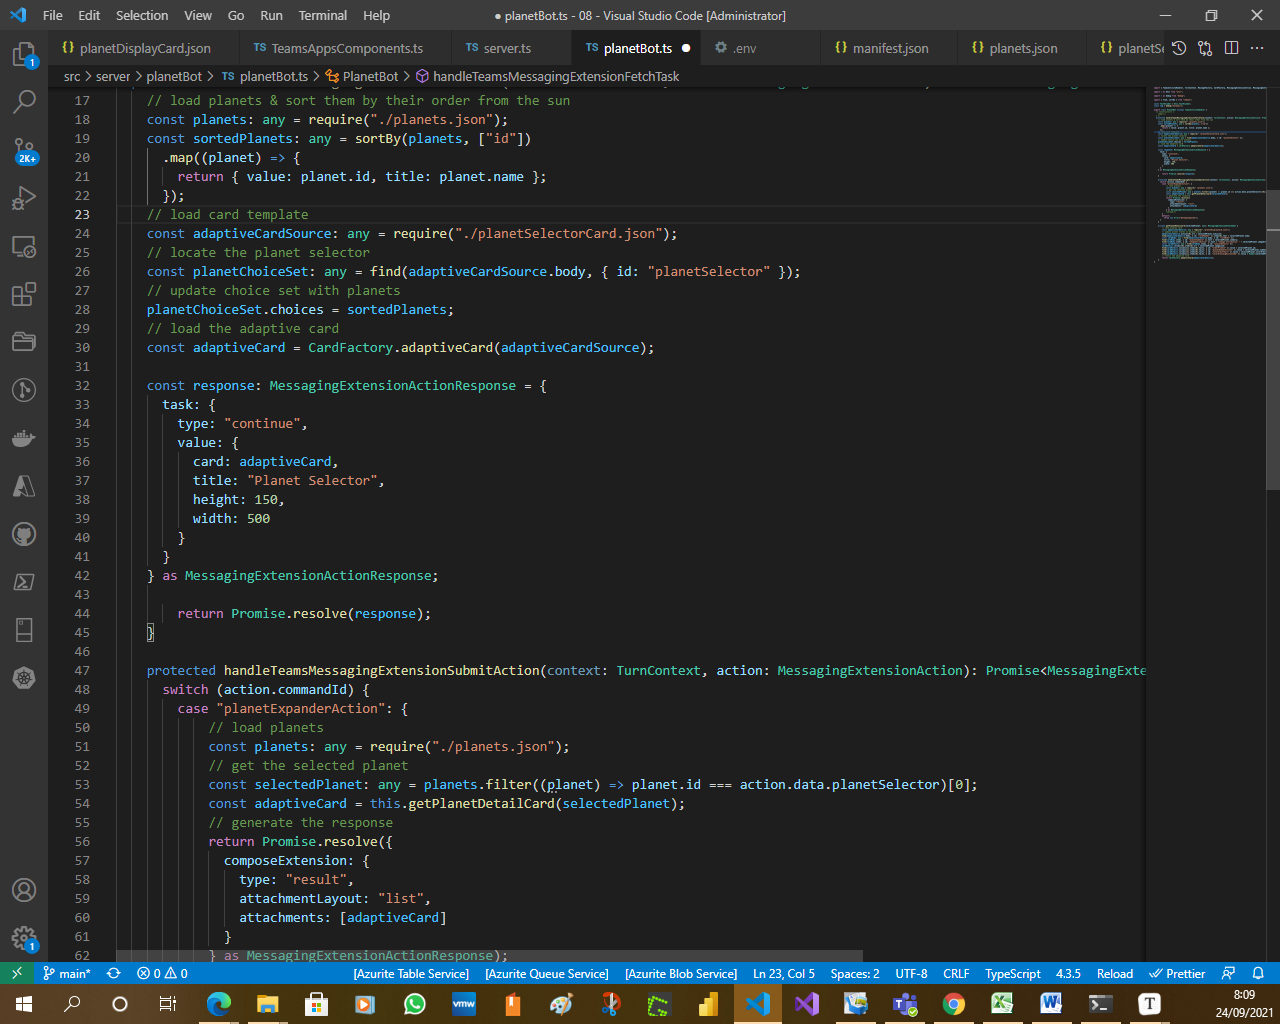 File Edit Selection View Go Run Terminal Help ● planetBot.ts - 08 - Visual Studio Code [Administrator]
{} planetDisplayCard.json TS TeamsAppsComponents.ts TS server.ts TS planetBot.ts ● .env {} manifest.json {} planets.json {} planetSc
src > server > planetBot > TS planetBot.ts > PlanetBot > handleTeamsMessagingExtensionFetchTask
17 // load planets & sort them by their order from the sun
18 const planets: any = require("./planets.json");
19 const sortedPlanets: any = sortBy(planets, ["id"])
20 .map((planet) => {
21 return { value: planet.id, title: planet.name };
22 });
23 // load card template
24 const adaptiveCardSource: any = require("./planetSelectorCard.json");
25 // locate the planet selector
26 const planetChoiceSet: any = find(adaptiveCardSource.body, { id: "planetSelector" });
27 // update choice set with planets
28 planetChoiceSet.choices = sortedPlanets;
29 // load the adaptive card
30 const adaptiveCard = CardFactory.adaptiveCard(adaptiveCardSource);
31
32 const response: MessagingExtensionActionResponse = {
33 task: {
34 type: "continue",
35 value: {
36 card: adaptiveCard,
37 title: "Planet Selector",
38 height: 150,
39 width: 500
40 }
41 }
42 } as MessagingExtensionActionResponse;
43
44 return Promise.resolve(response);
45 }
46
47 protected handleTeamsMessagingExtensionSubmitAction(context: TurnContext, action: MessagingExtensionAction): Promise<MessagingExte
48 switch (action.commandId) {
49 case "planetExpanderAction": {
50 // load planets
51 const planets: any = require("./planets.json");
52 // get the selected planet
53 const selectedPlanet: any = planets.filter((planet) => planet.id === action.data.planetSelector)[0];
54 const adaptiveCard = this.getPlanetDetailCard(selectedPlanet);
55 // generate the response
56 return Promise.resolve({
57 composeExtension: {
58 type: "result",
59 attachmentLayout: "list",
60 attachments: [adaptiveCard]
61 }
62 } as MessagingExtensionActionResponse);
1
2K+
1
main* 0 0 [Azurite Table Service] [Azurite Queue Service] [Azurite Blob Service] Ln 23, Col 5 Spaces: 2 UTF-8 CRLF TypeScript 4.3.5 Reload Prettier
vmw T
8:09
24/09/2021